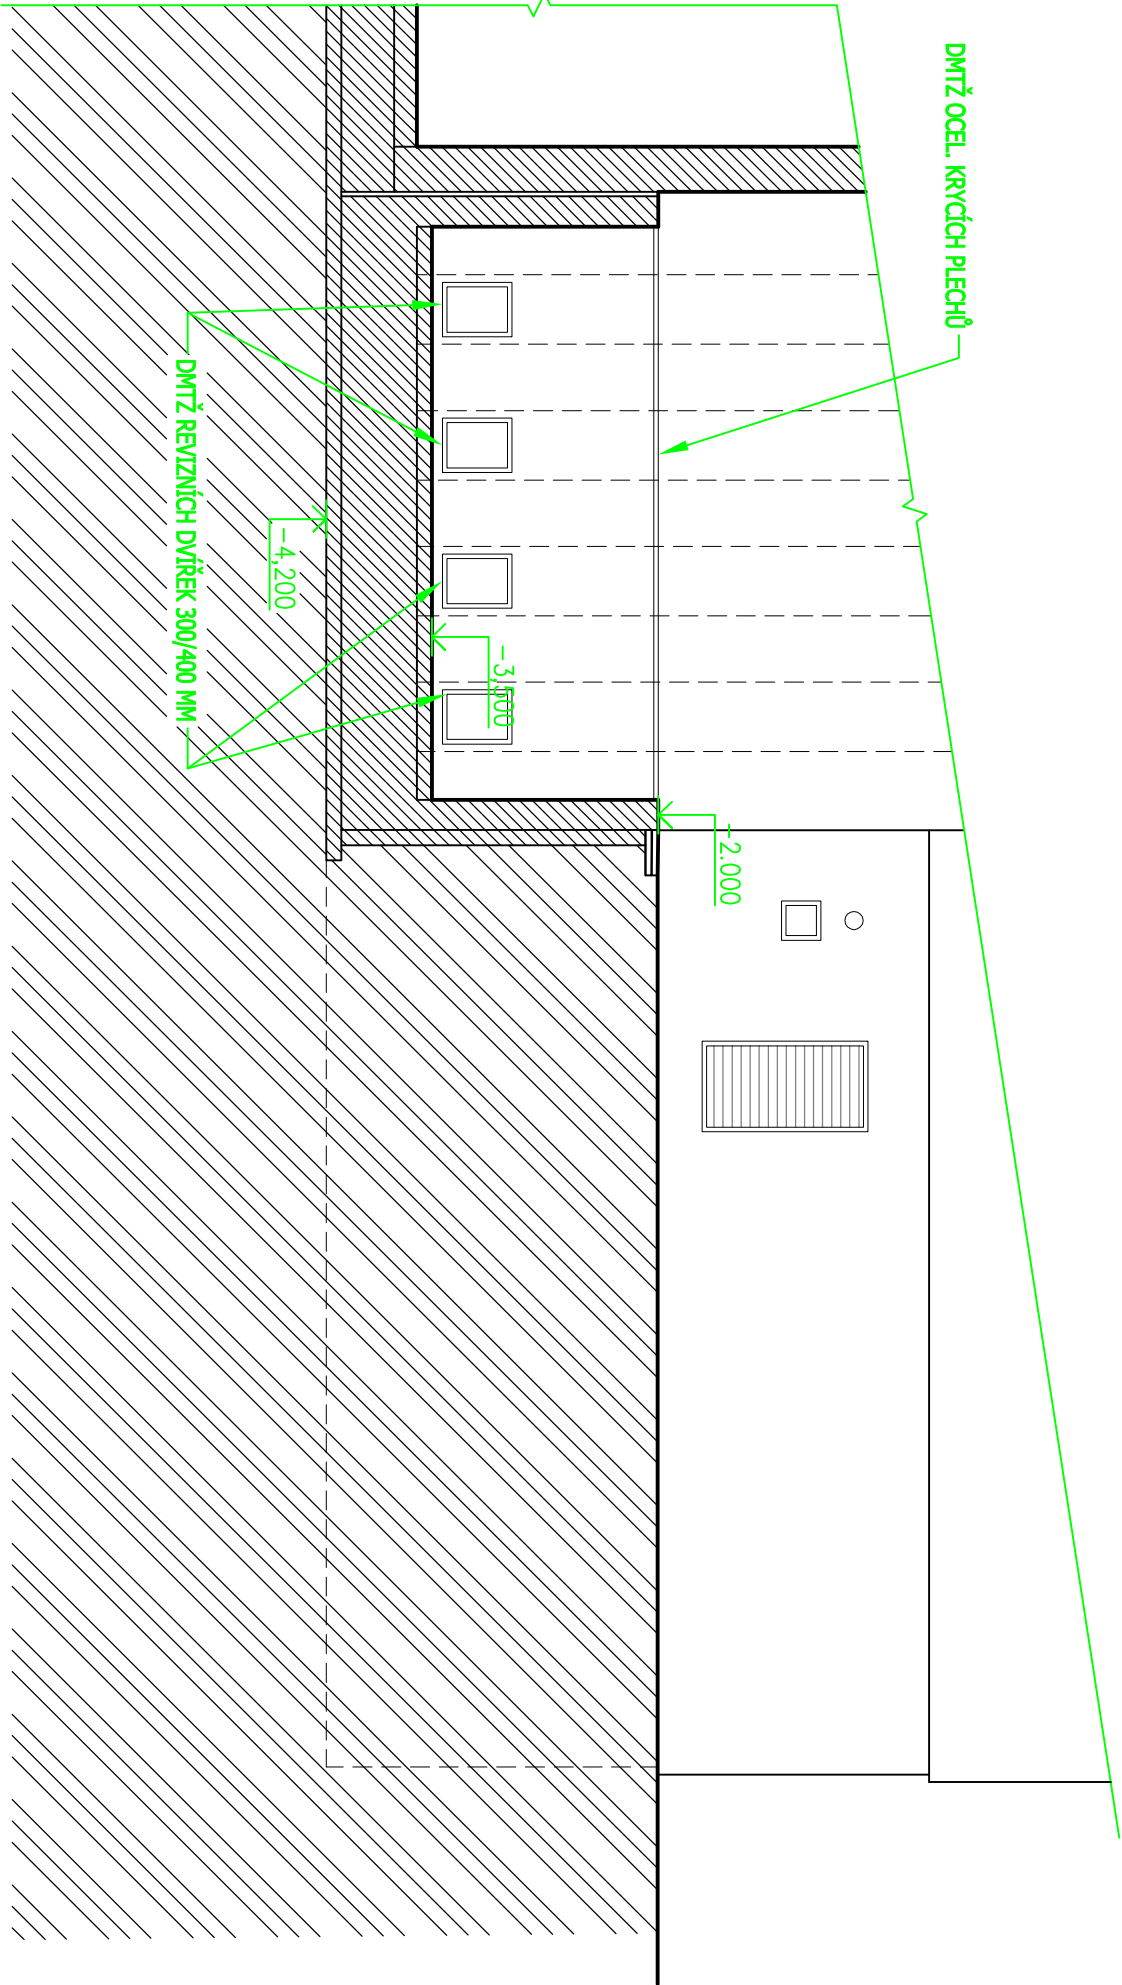 DMTŽ OCEL. KRYCÍCH PLECHŮ
-2.000
-3,500
-4,200
DMTŽ REVIZNÍCH DVÍŘEK 300/400 MM